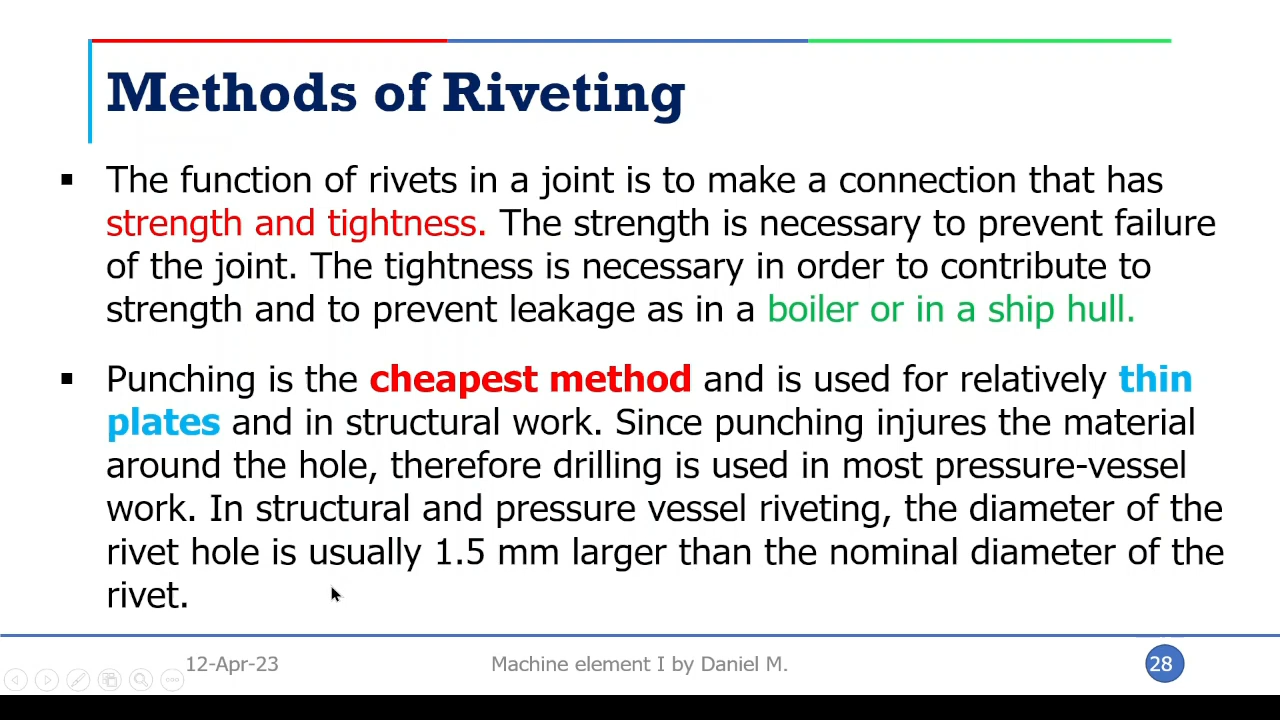 Methods of Riveting
▪ The function of rivets in a joint is to make a connection that has
strength and tightness. The strength is necessary to prevent failure
of the joint. The tightness is necessary in order to contribute to
strength and to prevent leakage as in a boiler or in a ship hull.
▪ Punching is the cheapest method and is used for relatively thin
plates and in structural work. Since punching injures the material
around the hole, therefore drilling is used in most pressure-vessel
work. In structural and pressure vessel riveting, the diameter of the
rivet hole is usually 1.5 mm larger than the nominal diameter of the
rivet.
12-Apr-23
Machine element I by Daniel M.
28